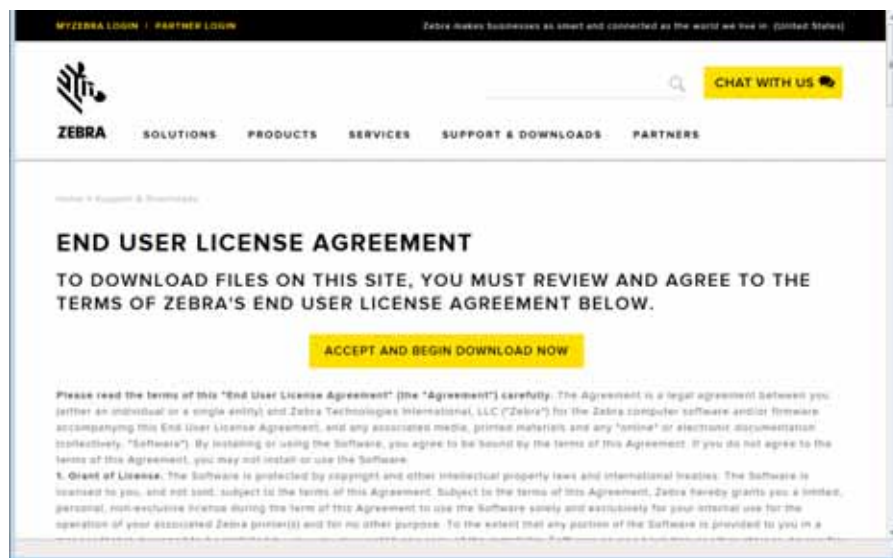 MYZEBRA LOGIN / PARTNER LOGIN
Zebra makes businesses as smart and connected as the world we live in. (United States)
CHAT WITH US
ZEBRA SOLUTIONS PRODUCTS SERVICES SUPPORT & DOWNLOADS PARTNERS
Home > Support & Downloads
END USER LICENSE AGREEMENT
TO DOWNLOAD FILES ON THIS SITE, YOU MUST REVIEW AND AGREE TO THE
TERMS OF ZEBRA'S END USER LICENSE AGREEMENT BELOW.
ACCEPT AND BEGIN DOWNLOAD NOW
Please read the terms of this "End User License Agreement" (the "Agreement") carefully. The Agreement is a legal agreement between you
(either an individual or a single entity) and Zebra Technologies International, LLC ("Zebra") for the Zebra computer software and/or firmware
accompanying this End User License Agreement, and any associated media, printed materials and any "online" or electronic documentation
(collectively, "Software"). By installing or using the Software, you agree to be bound by the terms of this Agreement. If you do not agree to the
terms of this Agreement, you may not install or use the Software.
1. Grant of License. The Software is protected by copyright and other intellectual property laws and international treaties. The Software is
licensed to you, and not sold, subject to the terms of this Agreement. Subject to the terms of this Agreement, Zebra hereby grants you a limited,
personal, non-exclusive license during the term of this Agreement to use the Software solely and exclusively for your internal use for the
operation of your associated Zebra printer(s) and for no other purpose. To the extent that any portion of the Software is provided to you in a